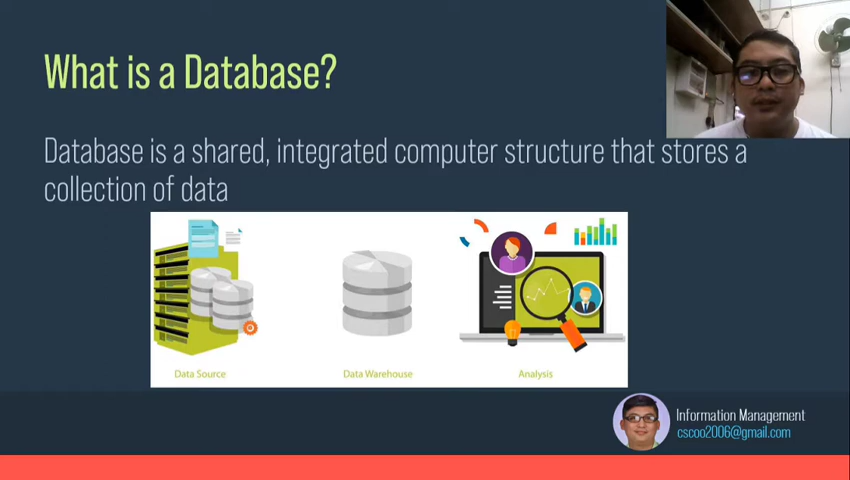 What is a Database?
Database is a shared, integrated computer structure that stores a
collection of data
Data Source
Data Warehouse
Analysis
Information Management
cscoo2006@gmail.com